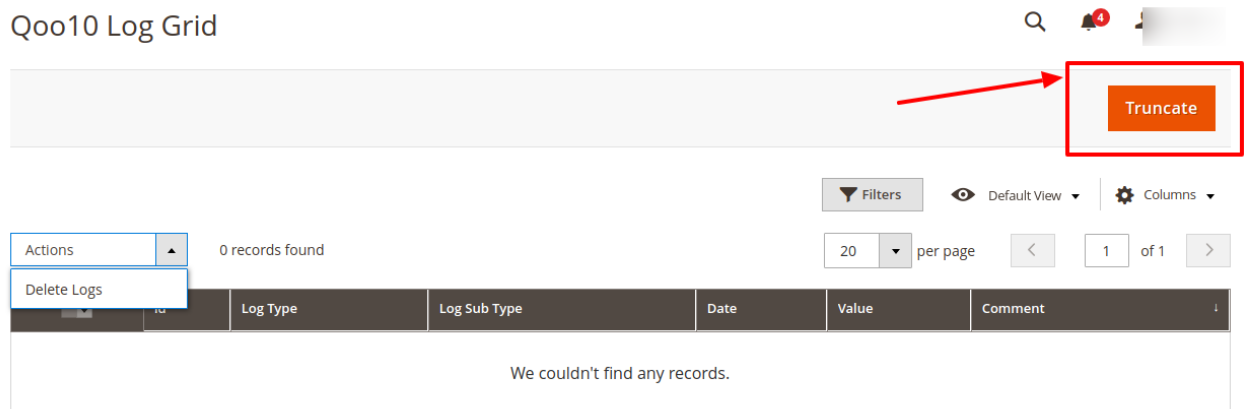 Qoo10 Log Grid
4
Truncate
Filters
Default View
Columns
Actions
0 records found
20
per page
1
of 1
Delete Logs
Id
Log Type
Log Sub Type
Date
Value
Comment
We couldn't find any records.